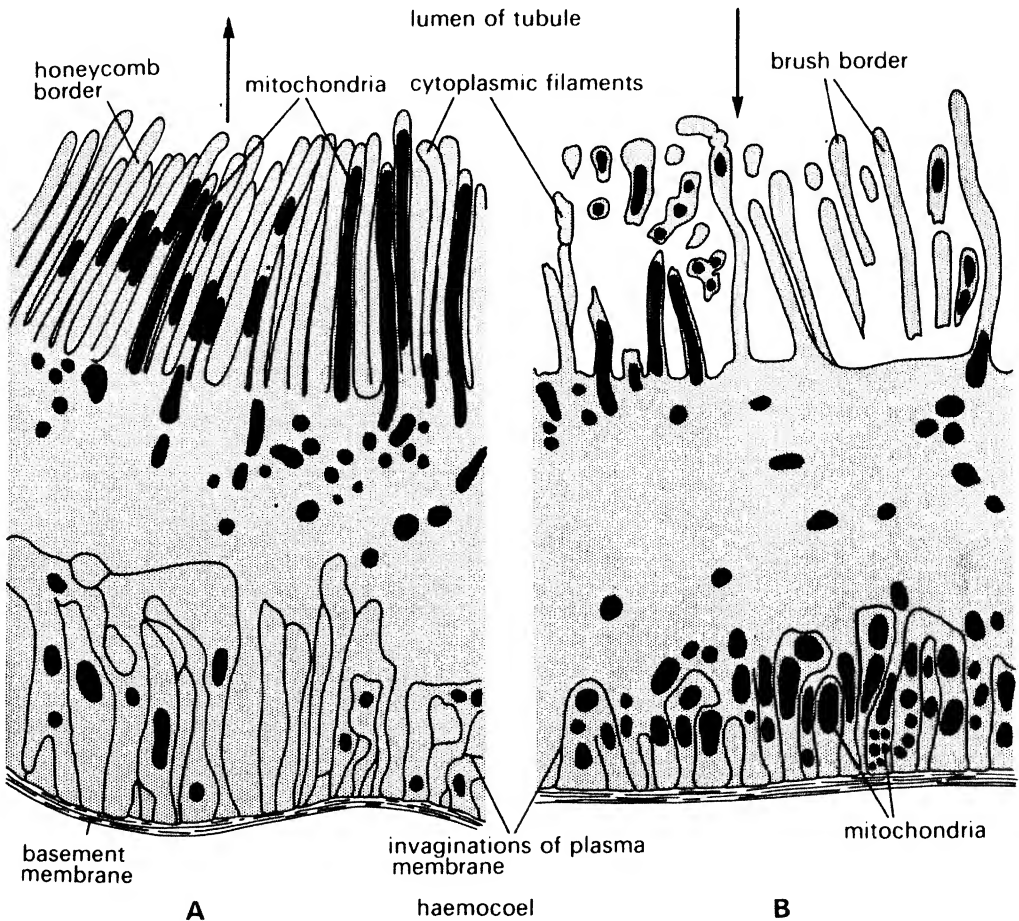 lumen of tubule
honeycomb
border
mitochondria
cytoplasmic filaments
brush border
basement
membrane
invaginations of plasma
membrane
mitochondria
A
haemocoel
B